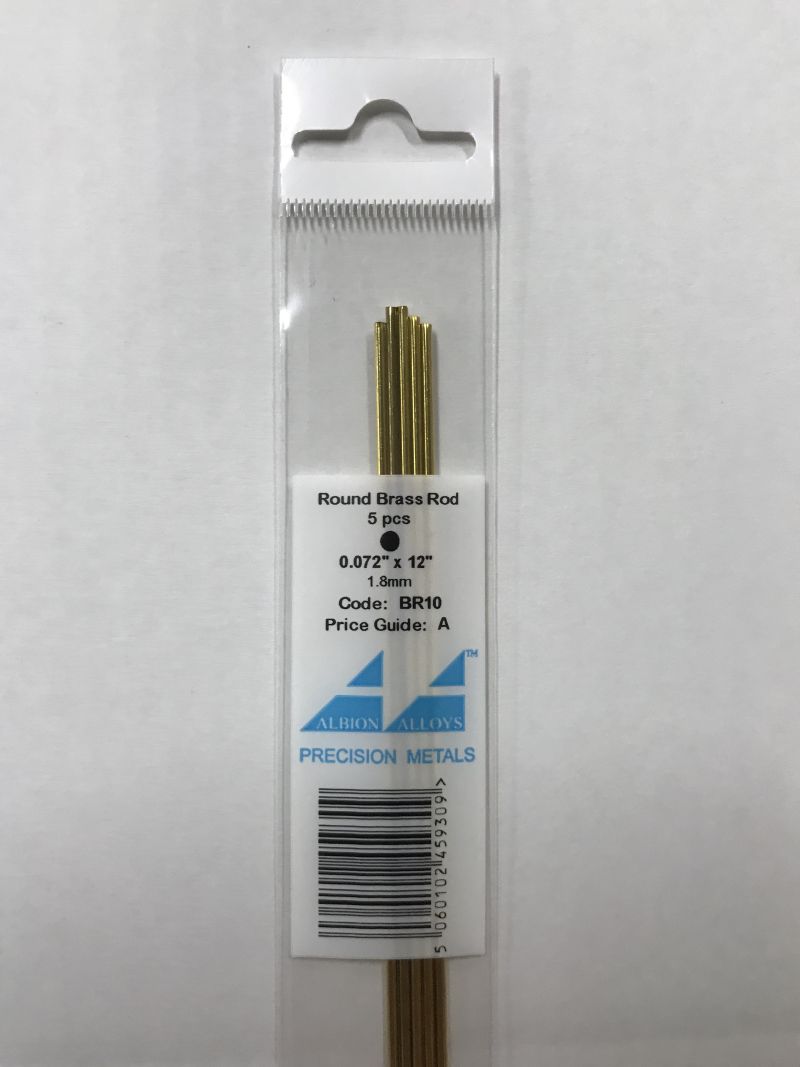 Round Brass Rod
5 pcs
0.072" x 12"
1.8mm
Code: BR10
Price Guide: A
TM
ALBION ALLOYS
PRECISION METALS
5 060102 459309 >